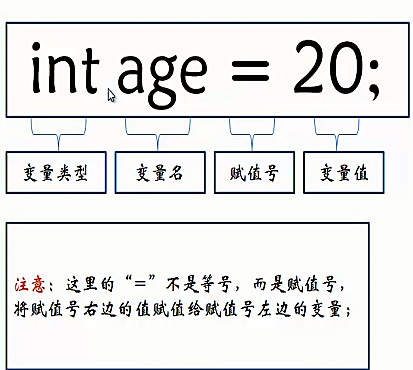 int age = 20;
变量类型 变量名 赋值号 变量值
注意：这里的“=”不是等号，而是赋值号，
将赋值号右边的值赋值给赋值号左边的变量；